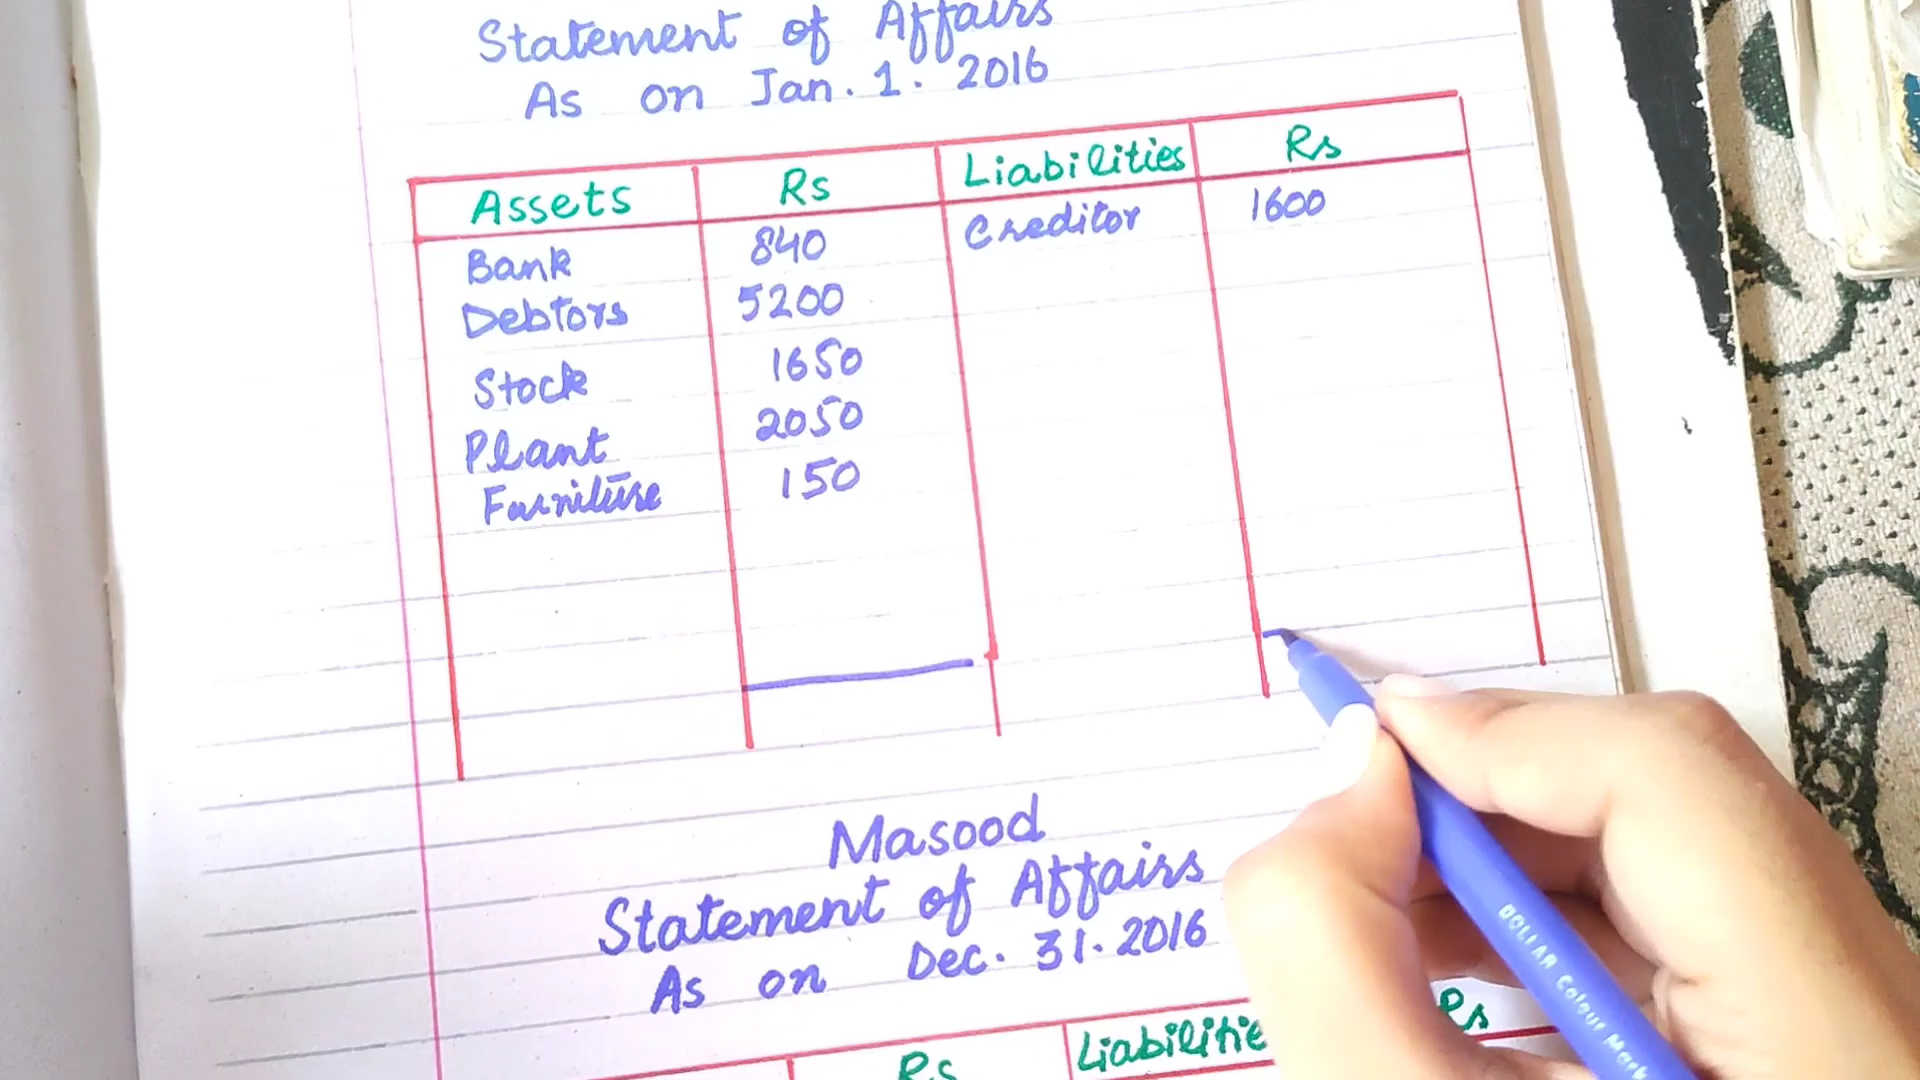 Statement of Affairs
As on Jan. 1. 2016
Assets Rs Liabilities Rs
Bank 840 Creditor 1600
Debtors 5200
Stock 1650
Plant 2050
Furniture 150
Masood
Statement of Affairs
As on Dec. 31. 2016
Rs Liabilitie Rs
DOLLAR Colour Mark